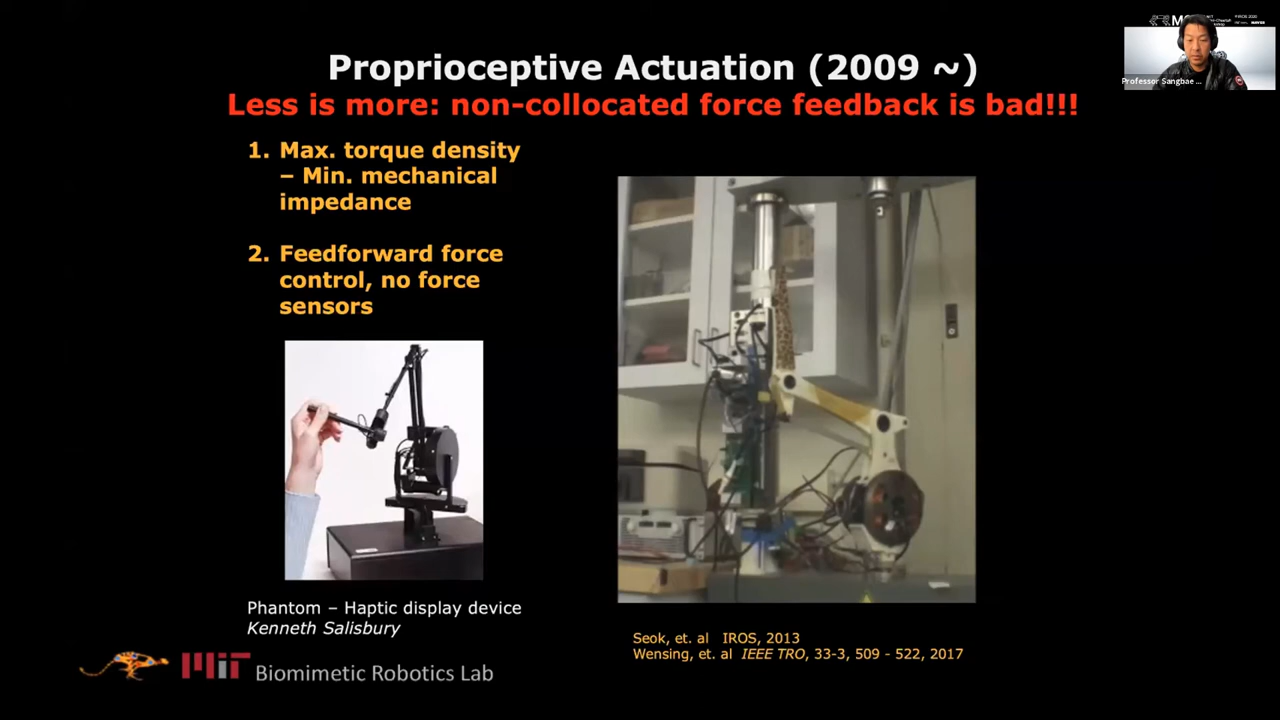 Proprioceptive Actuation (2009 ~)
Less is more: non-collocated force feedback is bad!!!
1. Max. torque density
– Min. mechanical
impedance
2. Feedforward force
control, no force
sensors
Phantom – Haptic display device
Kenneth Salisbury
Seok, et. al IROS, 2013
Wensing, et. al IEEE TRO, 33-3, 509 - 522, 2017
MIT
Biomimetic Robotics Lab
Professor Sangbae ...